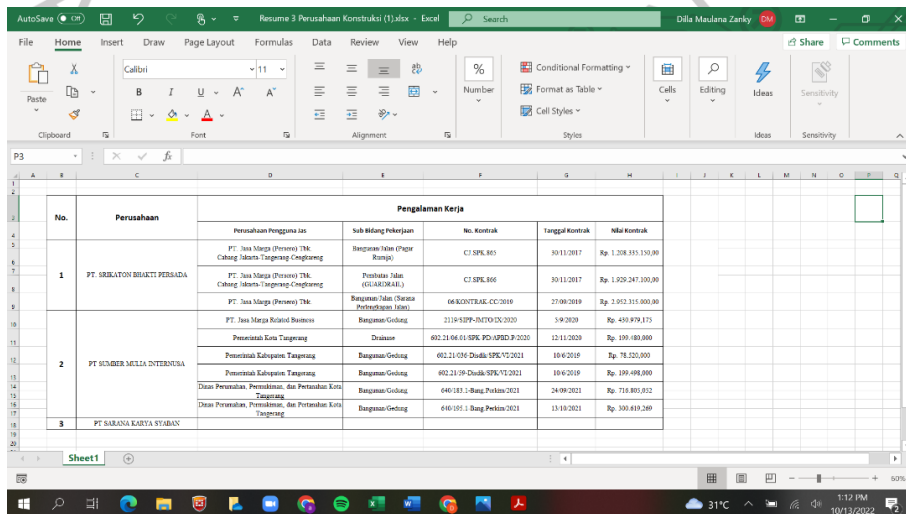 AutoSave Off Resume 3 Perusahaan Konstruksi (1).xlsx - Excel Search Dilla Maulana Zanky DM
File Home Insert Draw Page Layout Formulas Data Review View Help Share Comments
Paste Calibri 11 % Number Conditional Formatting Format as Table Cell Styles Cells Editing Ideas Sensitivity
Clipboard Font Alignment Styles Ideas Sensitivity
P3 fx
A B C D E F G H I J K L M N O P Q
No. Perusahaan Pengalaman Kerja
Perusahaan Pengguna Jas Sub Bidang Pekerjaan No. Kontrak Tanggal Kontrak Nilai Kontrak
1 PT. SRIKATON BHAKTI PERSADA
PT. Jasa Marga (Persero) Tbk. Cabang Jakarta-Tangerang-Cengkareng Bangunan/Jalan (Pagar Rumija) CJ.SPK.865 30/11/2017 Rp. 1.208.335.150,00
PT. Jasa Marga (Persero) Tbk. Cabang Jakarta-Tangerang-Cengkareng Pembatas Jalan (GUARDRAIL) CJ.SPK.865 30/11/2017 Rp. 1.929.247.100,00
PT. Jasa Marga (Persero) Tbk. Bangunan/Jalan (Sarana Perlengkapan Jalan) 06/KONTRAK-CC/2019 27/09/2019 Rp. 2.952.315.000,00
2 PT SUMBER MULIA INTERNUSA
PT. Jasa Marga Related Business Bangunan/Gedung 2119/SIPP-JMTO/IX/2020 3/9/2020 Rp. 430.979,175
Pemerintah Kota Tangerang Drainase 602.21/06.01/SPK-PD/APBD.P/2020 12/11/2020 Rp. 199.480,000
Pemerintah Kabupaten Tangerang Bangunan/Gedung 602.21/036-Disdik/SPK/VI/2021 10/6/2019 Rp. 78.520,000
Pemerintah Kabupaten Tangerang Bangunan/Gedung 602.21/59-Disdik/SPK/VI/2021 10/6/2019 Rp. 199.498,000
Dinas Perumahan, Permukiman, dan Pertanahan Kota Tangerang Bangunan/Gedung 640/183.1-Bang.Perkim/2021 24/09/2021 Rp. 716.803,032
Dinas Perumahan, Permukiman, dan Pertanahan Kota Tangerang Bangunan/Gedung 640/195.1-Bang.Perkim/2021 13/10/2021 Rp. 300.619,269
3 PT SARANA KARYA SYABAN
Sheet1
60%
31°C 1:12 PM
10/13/2022